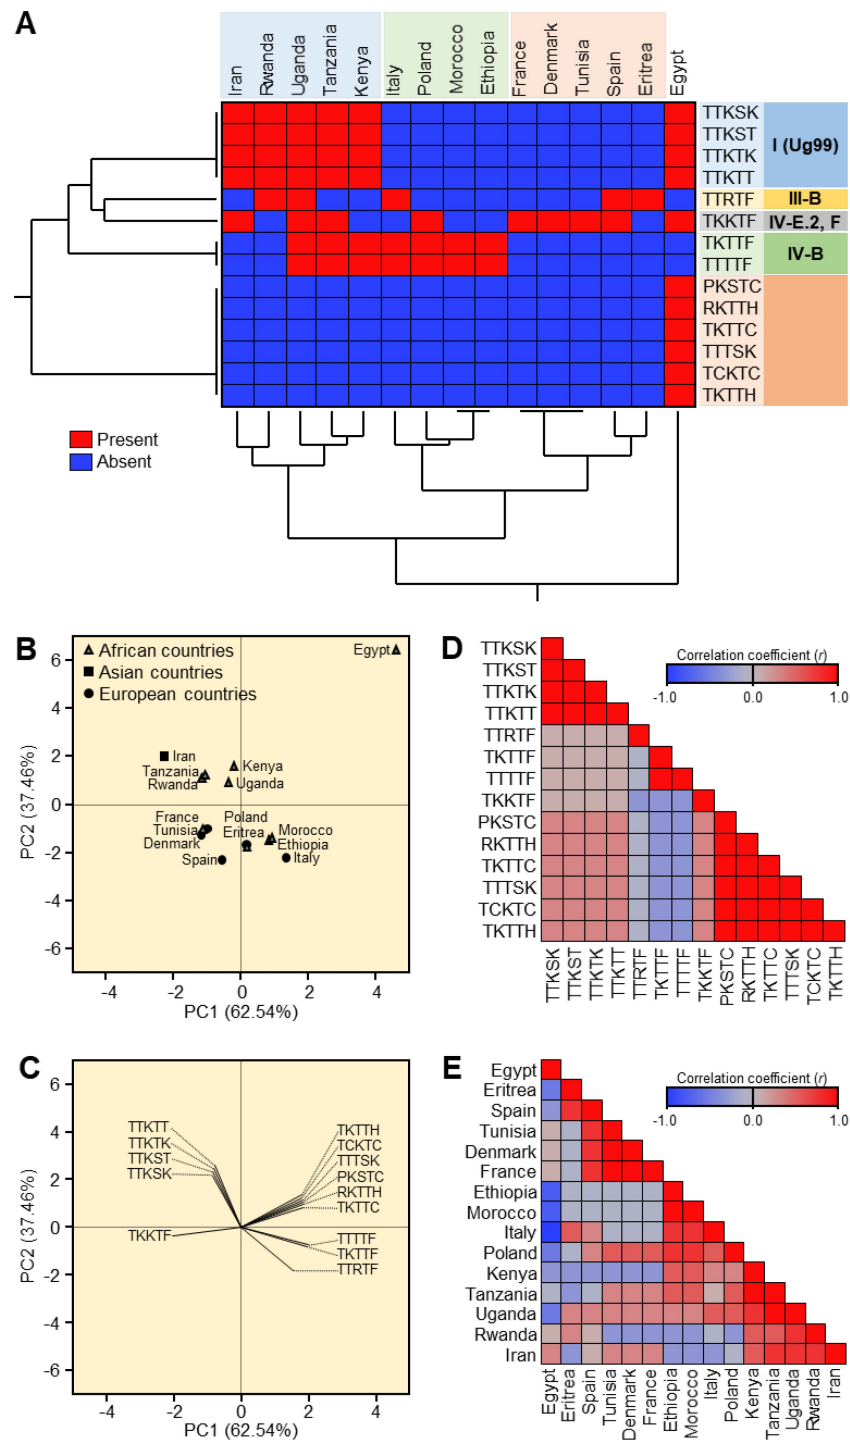 A
Iran
Rwanda
Uganda
Tanzania
Kenya
Italy
Poland
Morocco
Ethiopia
France
Denmark
Tunisia
Spain
Eritrea
Egypt
TTKSK
TTKST
TTKTK
TTKTT
I (Ug99)
TTRTF
III-B
TKKTF
IV-E.2, F
TKTTF
TTTTF
IV-B
PKSTC
RKTTH
TKTTC
TTTSK
TCKTC
TKTTH
Present
Absent
B
African countries
Asian countries
European countries
Egypt
Iran
Tanzania
Rwanda
Kenya
Uganda
France
Tunisia
Denmark
Spain
Poland
Eritrea
Morocco
Ethiopia
Italy
6
4
2
0
-2
-4
-6
PC2 (37.46%)
-4 -2 0 2 4
PC1 (62.54%)
D
Correlation coefficient (r)
-1.0 0.0 1.0
TTKSK
TTKST
TTKTK
TTKTT
TTRTF
TKTTF
TTTTF
TKKTF
PKSTC
RKTTH
TKTTC
TTTSK
TCKTC
TKTTH
TTKSK
TTKST
TTKTK
TTKTT
TTRTF
TKTTF
TTTTF
TKKTF
PKSTC
RKTTH
TKTTC
TTTSK
TCKTC
TKTTH
C
TTKTT
TTKTK
TTKST
TTKSK
TKKTF
TKTTH
TCKTC
TTTSK
PKSTC
RKTTH
TKTTC
TTTTF
TKTTF
TTRTF
6
4
2
0
-2
-4
-6
PC2 (37.46%)
-4 -2 0 2 4
PC1 (62.54%)
E
Correlation coefficient (r)
-1.0 0.0 1.0
Egypt
Eritrea
Spain
Tunisia
Denmark
France
Ethiopia
Morocco
Italy
Poland
Kenya
Tanzania
Uganda
Rwanda
Iran
Egypt
Eritrea
Spain
Tunisia
Denmark
France
Ethiopia
Morocco
Italy
Poland
Kenya
Tanzania
Uganda
Rwanda
Iran